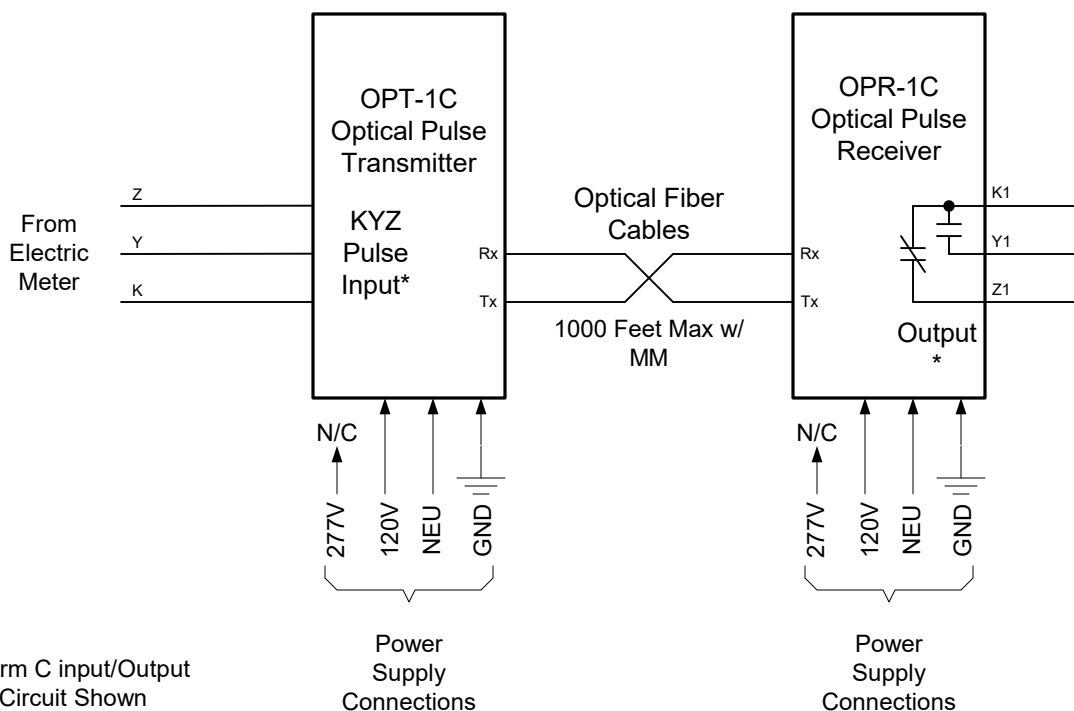 OPT-1C
Optical Pulse
Transmitter
KYZ
Pulse
Input*
Rx
Tx
From
Electric
Meter
Z
Y
K
Optical Fiber
Cables
1000 Feet Max w/
MM
OPR-1C
Optical Pulse
Receiver
Rx
Tx
K1
Y1
Z1
Output
*
N/C
277V
120V
NEU
GND
Power
Supply
Connections
N/C
277V
120V
NEU
GND
Power
Supply
Connections
rm C input/Output
Circuit Shown